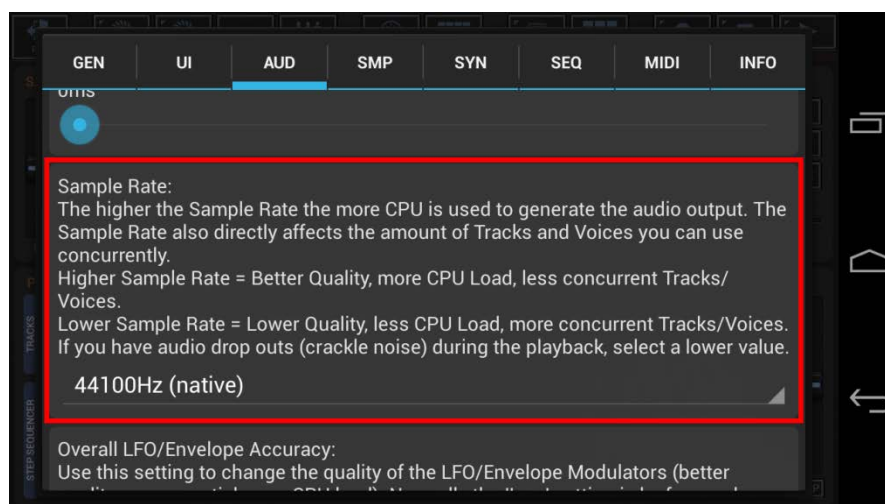 GEN UI AUD SMP SYN SEQ MIDI INFO
0ms
Sample Rate:
The higher the Sample Rate the more CPU is used to generate the audio output. The
Sample Rate also directly affects the amount of Tracks and Voices you can use
concurrently.
Higher Sample Rate = Better Quality, more CPU Load, less concurrent Tracks/
Voices.
Lower Sample Rate = Lower Quality, less CPU Load, more concurrent Tracks/Voices.
If you have audio drop outs (crackle noise) during the playback, select a lower value.
44100Hz (native)
TRACKS
STEP SEQUENCER
Overall LFO/Envelope Accuracy:
Use this setting to change the quality of the LFO/Envelope Modulators (better